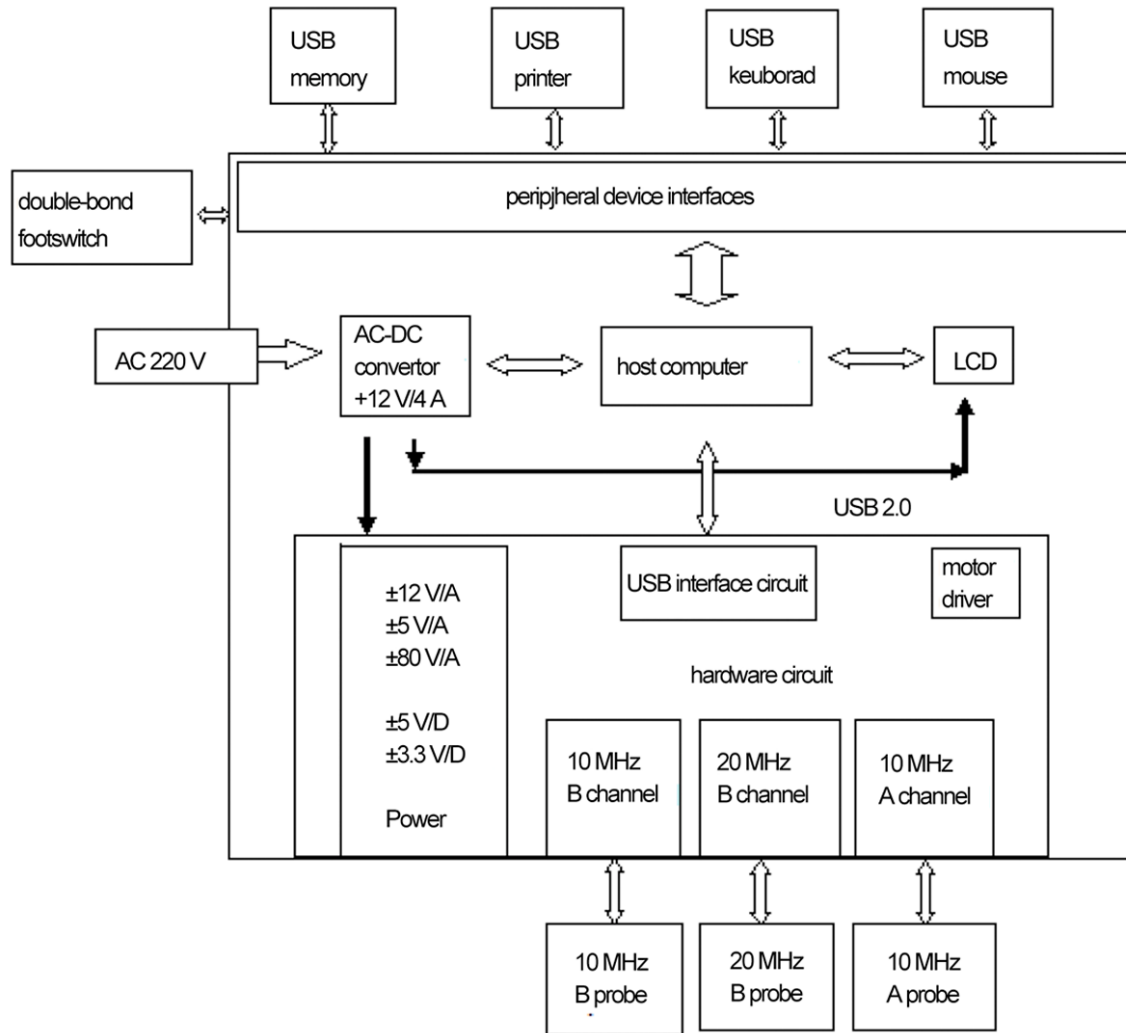 USB
memory
USB
printer
USB
keuborad
USB
mouse
double-bond
footswitch
peripjheral device interfaces
AC 220 V
AC-DC
convertor
+12 V/4 A
host computer
LCD
USB 2.0
±12 V/A
±5 V/A
±80 V/A
±5 V/D
±3.3 V/D
Power
USB interface circuit
motor
driver
hardware circuit
10 MHz
B channel
20 MHz
B channel
10 MHz
A channel
10 MHz
B probe
20 MHz
B probe
10 MHz
A probe